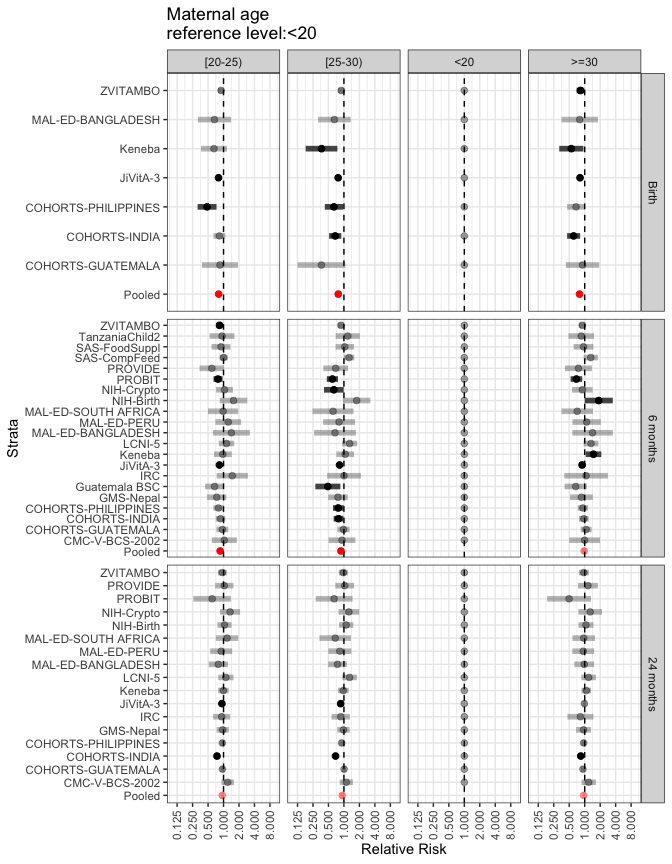 Maternal age
reference level:<20
[20-25)
[25-30)
<20
>=30
Strata
ZVITAMBO
MAL-ED-BANGLADESH
Keneba
JiVitA-3
COHORTS-PHILIPPINES
COHORTS-INDIA
COHORTS-GUATEMALA
Pooled
Birth
ZVITAMBO
TanzaniaChild2
SAS-FoodSuppl
SAS-CompFeed
PROVIDE
PROBIT
NIH-Crypto
NIH-Birth
MAL-ED-SOUTH AFRICA
MAL-ED-PERU
MAL-ED-BANGLADESH
LCNI-5
Keneba
JiVitA-3
IRC
Guatemala BSC
GMS-Nepal
COHORTS-PHILIPPINES
COHORTS-INDIA
COHORTS-GUATEMALA
CMC-V-BCS-2002
Pooled
6 months
ZVITAMBO
PROVIDE
PROBIT
NIH-Crypto
NIH-Birth
MAL-ED-SOUTH AFRICA
MAL-ED-PERU
MAL-ED-BANGLADESH
LCNI-5
Keneba
JiVitA-3
IRC
GMS-Nepal
COHORTS-PHILIPPINES
COHORTS-INDIA
COHORTS-GUATEMALA
CMC-V-BCS-2002
Pooled
24 months
0.125 0.250 0.500 1.000 2.000 4.000 8.000
0.125 0.250 0.500 1.000 2.000 4.000 8.000
0.125 0.250 0.500 1.000 2.000 4.000 8.000
0.125 0.250 0.500 1.000 2.000 4.000 8.000
Relative Risk